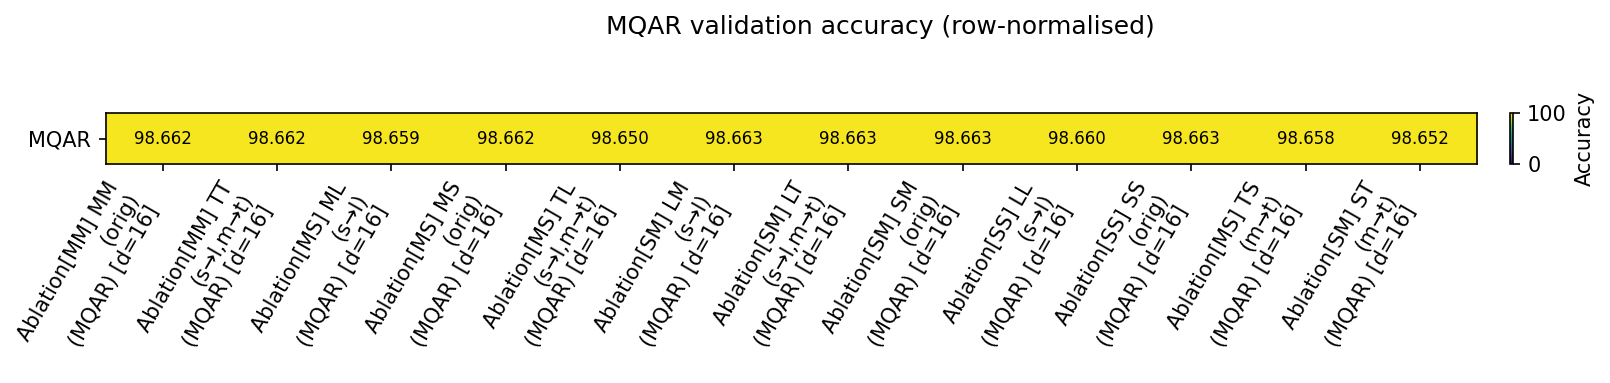 MQAR validation accuracy (row-normalised)
MQAR
98.662 98.662 98.659 98.662 98.650 98.663 98.663 98.663 98.660 98.663 98.658 98.652
100
0
Accuracy
Ablation[MM] MM
(orig)
(MQAR) [d=16]
Ablation[MM] TT
(s→l,m→t)
(MQAR) [d=16]
Ablation[MS] ML
(s→l)
(MQAR) [d=16]
Ablation[MS] MS
(orig)
(MQAR) [d=16]
Ablation[MS] TL
(s→l,m→t)
(MQAR) [d=16]
Ablation[SM] LM
(s→l)
(MQAR) [d=16]
Ablation[SM] LT
(s→l,m→t)
(MQAR) [d=16]
Ablation[SM] SM
(orig)
(MQAR) [d=16]
Ablation[SS] LL
(s→l)
(MQAR) [d=16]
Ablation[SS] SS
(orig)
(MQAR) [d=16]
Ablation[MS] TS
(m→t)
(MQAR) [d=16]
Ablation[SM] ST
(m→t)
(MQAR) [d=16]